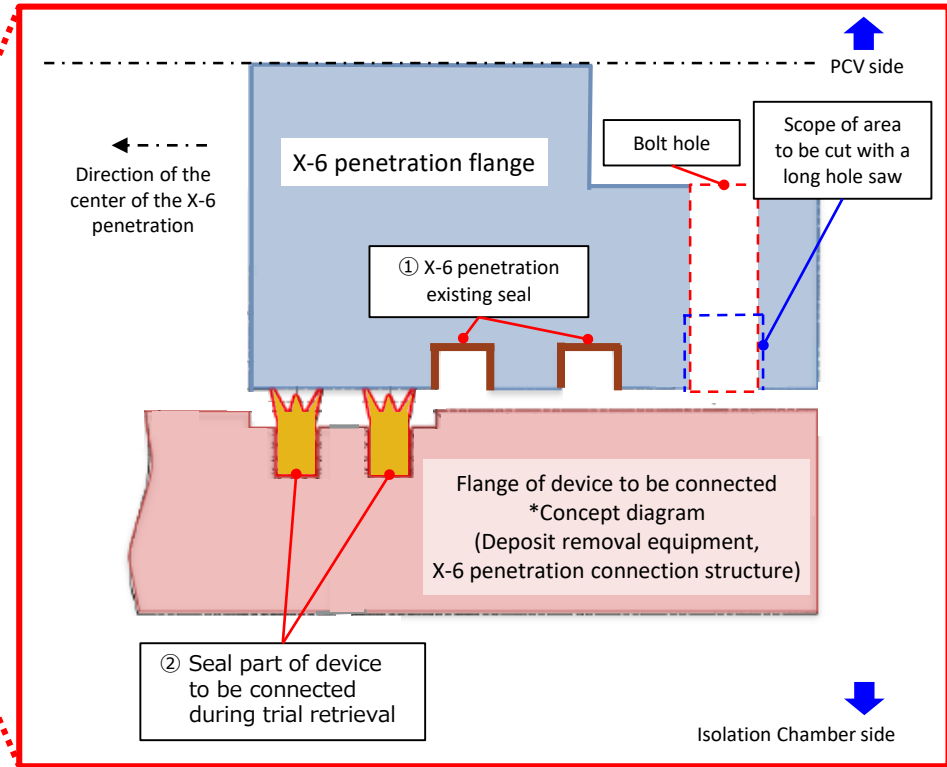 PCV side
Bolt hole
Scope of area
to be cut with a
long hole saw
X-6 penetration flange
Direction of the
center of the X-6
penetration
① X-6 penetration
existing seal
Flange of device to be connected
*Concept diagram
(Deposit removal equipment,
X-6 penetration connection structure)
② Seal part of device
to be connected
during trial retrieval
Isolation Chamber side